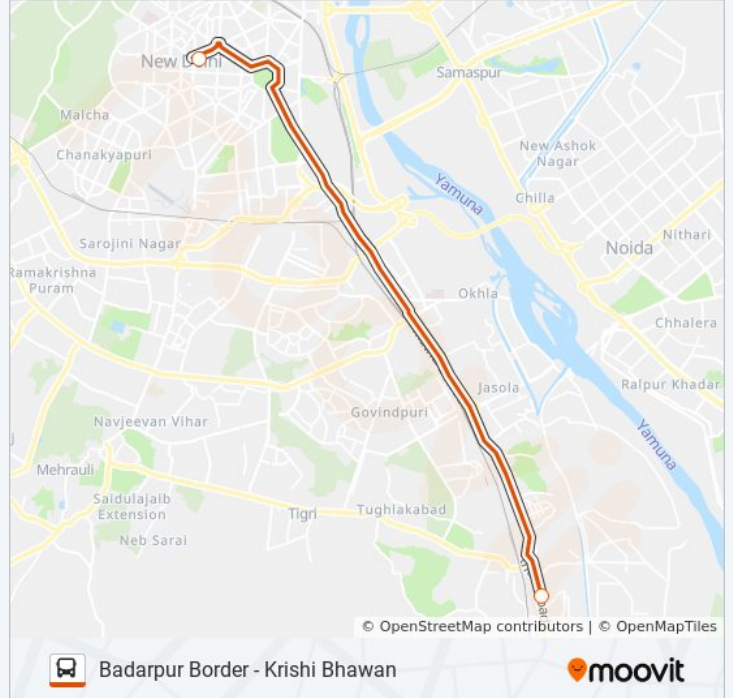 New Delhi
Samaspur
Malcha
Chanakyapuri
New Ashok
Nagar
Yamuna
Chilla
Sarojini Nagar
Noida
Nithari
Ramakrishna
Puram
Okhla
Chhalera
Jasola
Ralpur Khadar
Govindpuri
Navjeevan Vihar
Yamuna
Mehrauli
Saidulajaib
Extension
Tigri
Tughlakabad
Neb Sarai
© OpenStreetMap contributors | © OpenMapTiles
Badarpur Border - Krishi Bhawan
moovit